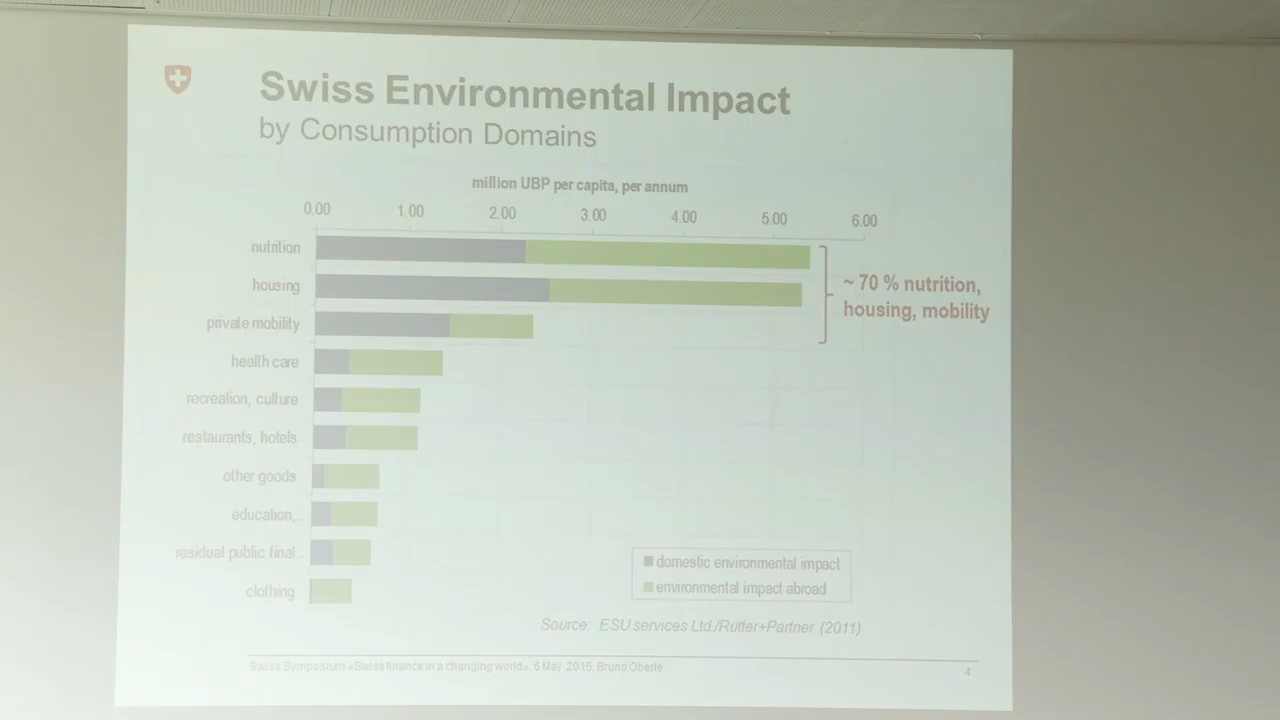 Swiss Environmental Impact
by Consumption Domains
million UBP per capita, per annum
0.00 1.00 2.00 3.00 4.00 5.00 6.00
nutrition
housing
private mobility
health care
recreation, culture
restaurants, hotels
other goods
education,..
residual public final..
clothing
~ 70 % nutrition,
housing, mobility
domestic environmental impact
environmental impact abroad
Source: ESU services Ltd./Rütter+Partner (2011)
Swiss Symposium «Swiss finance in a changing world», 6 May 2015, Bruno Oberle
4